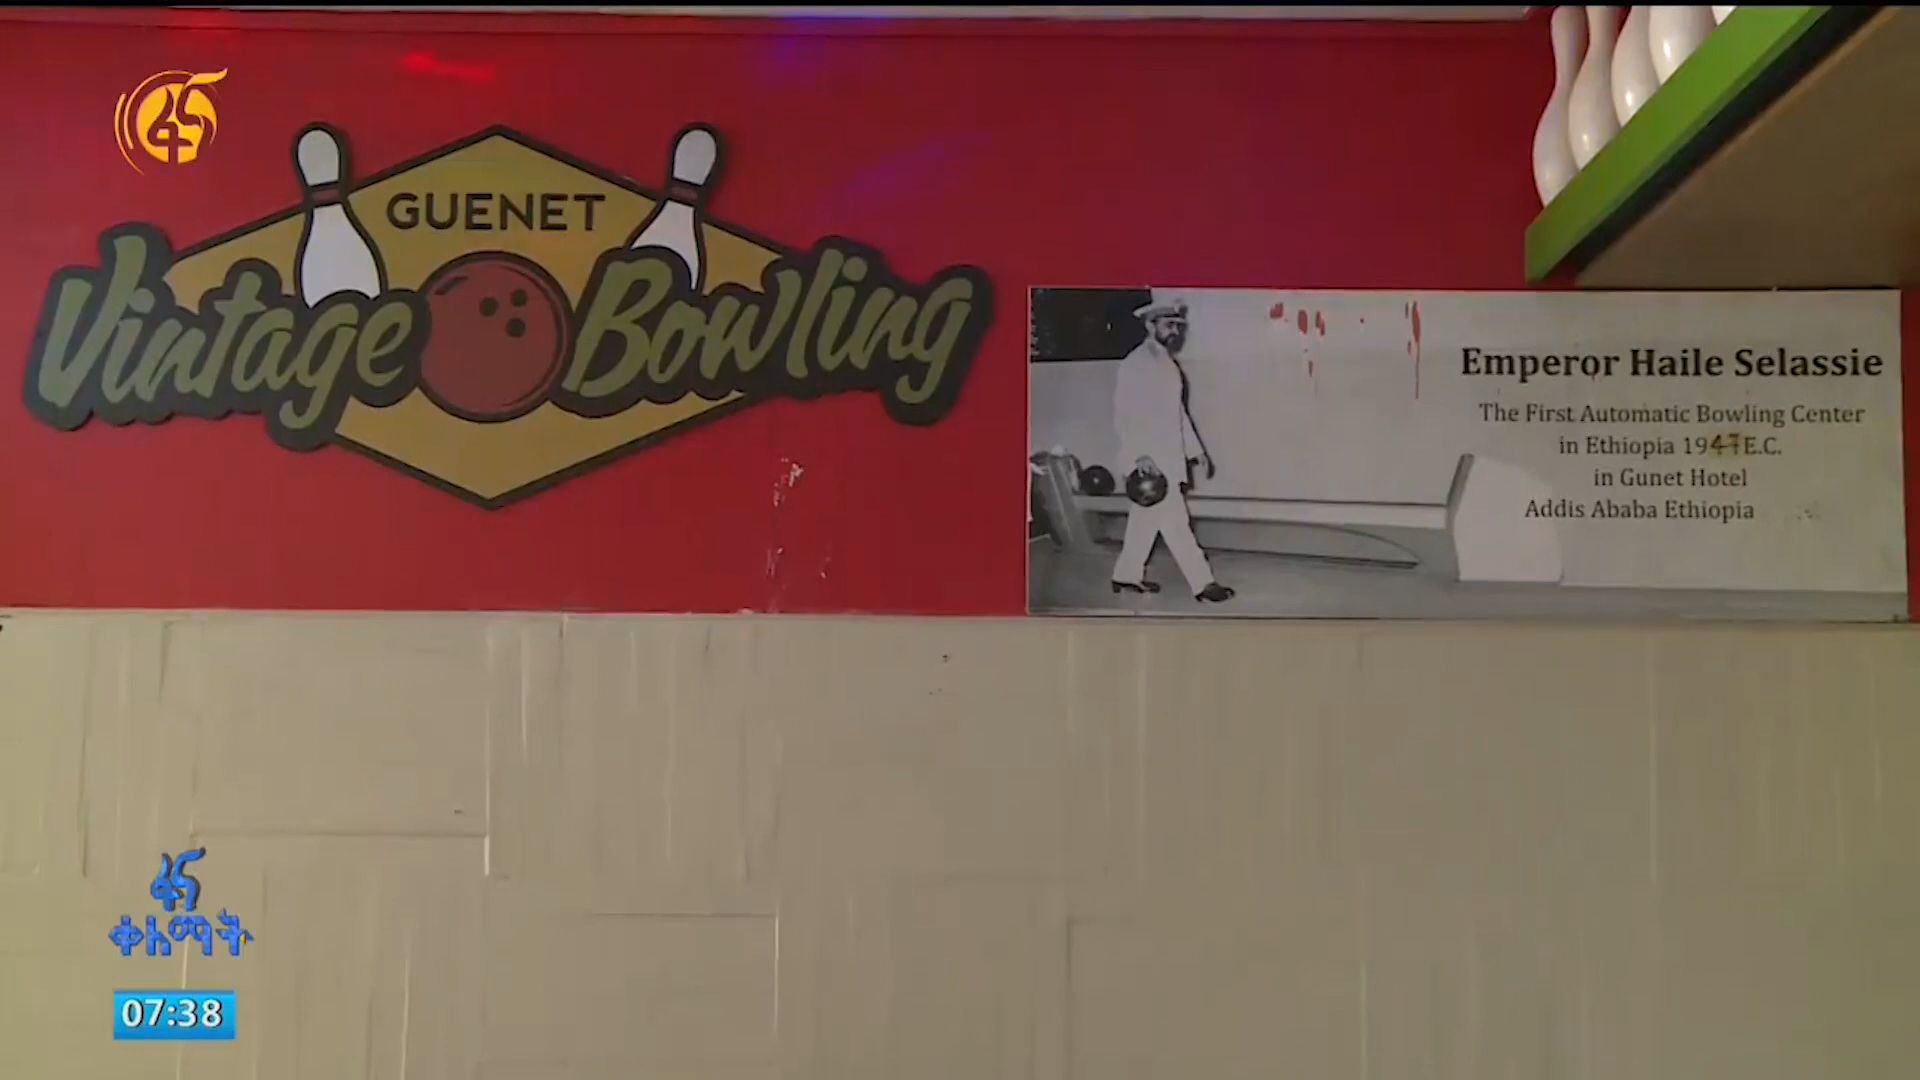 ፋና
GUENET
Vintage Bowling
Emperor Haile Selassie
The First Automatic Bowling Center
in Ethiopia 1947E.C.
in Gunet Hotel
Addis Ababa Ethiopia
ፋና
ቀለማት
07:38